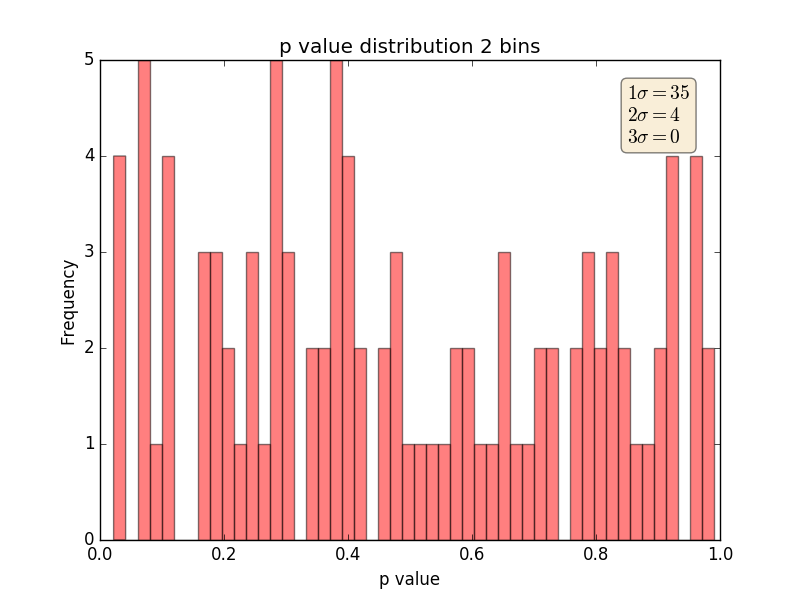 p value distribution 2 bins
1σ = 35
2σ = 4
3σ = 0
5
4
3
2
1
0
Frequency
0.0 0.2 0.4 0.6 0.8 1.0
p value